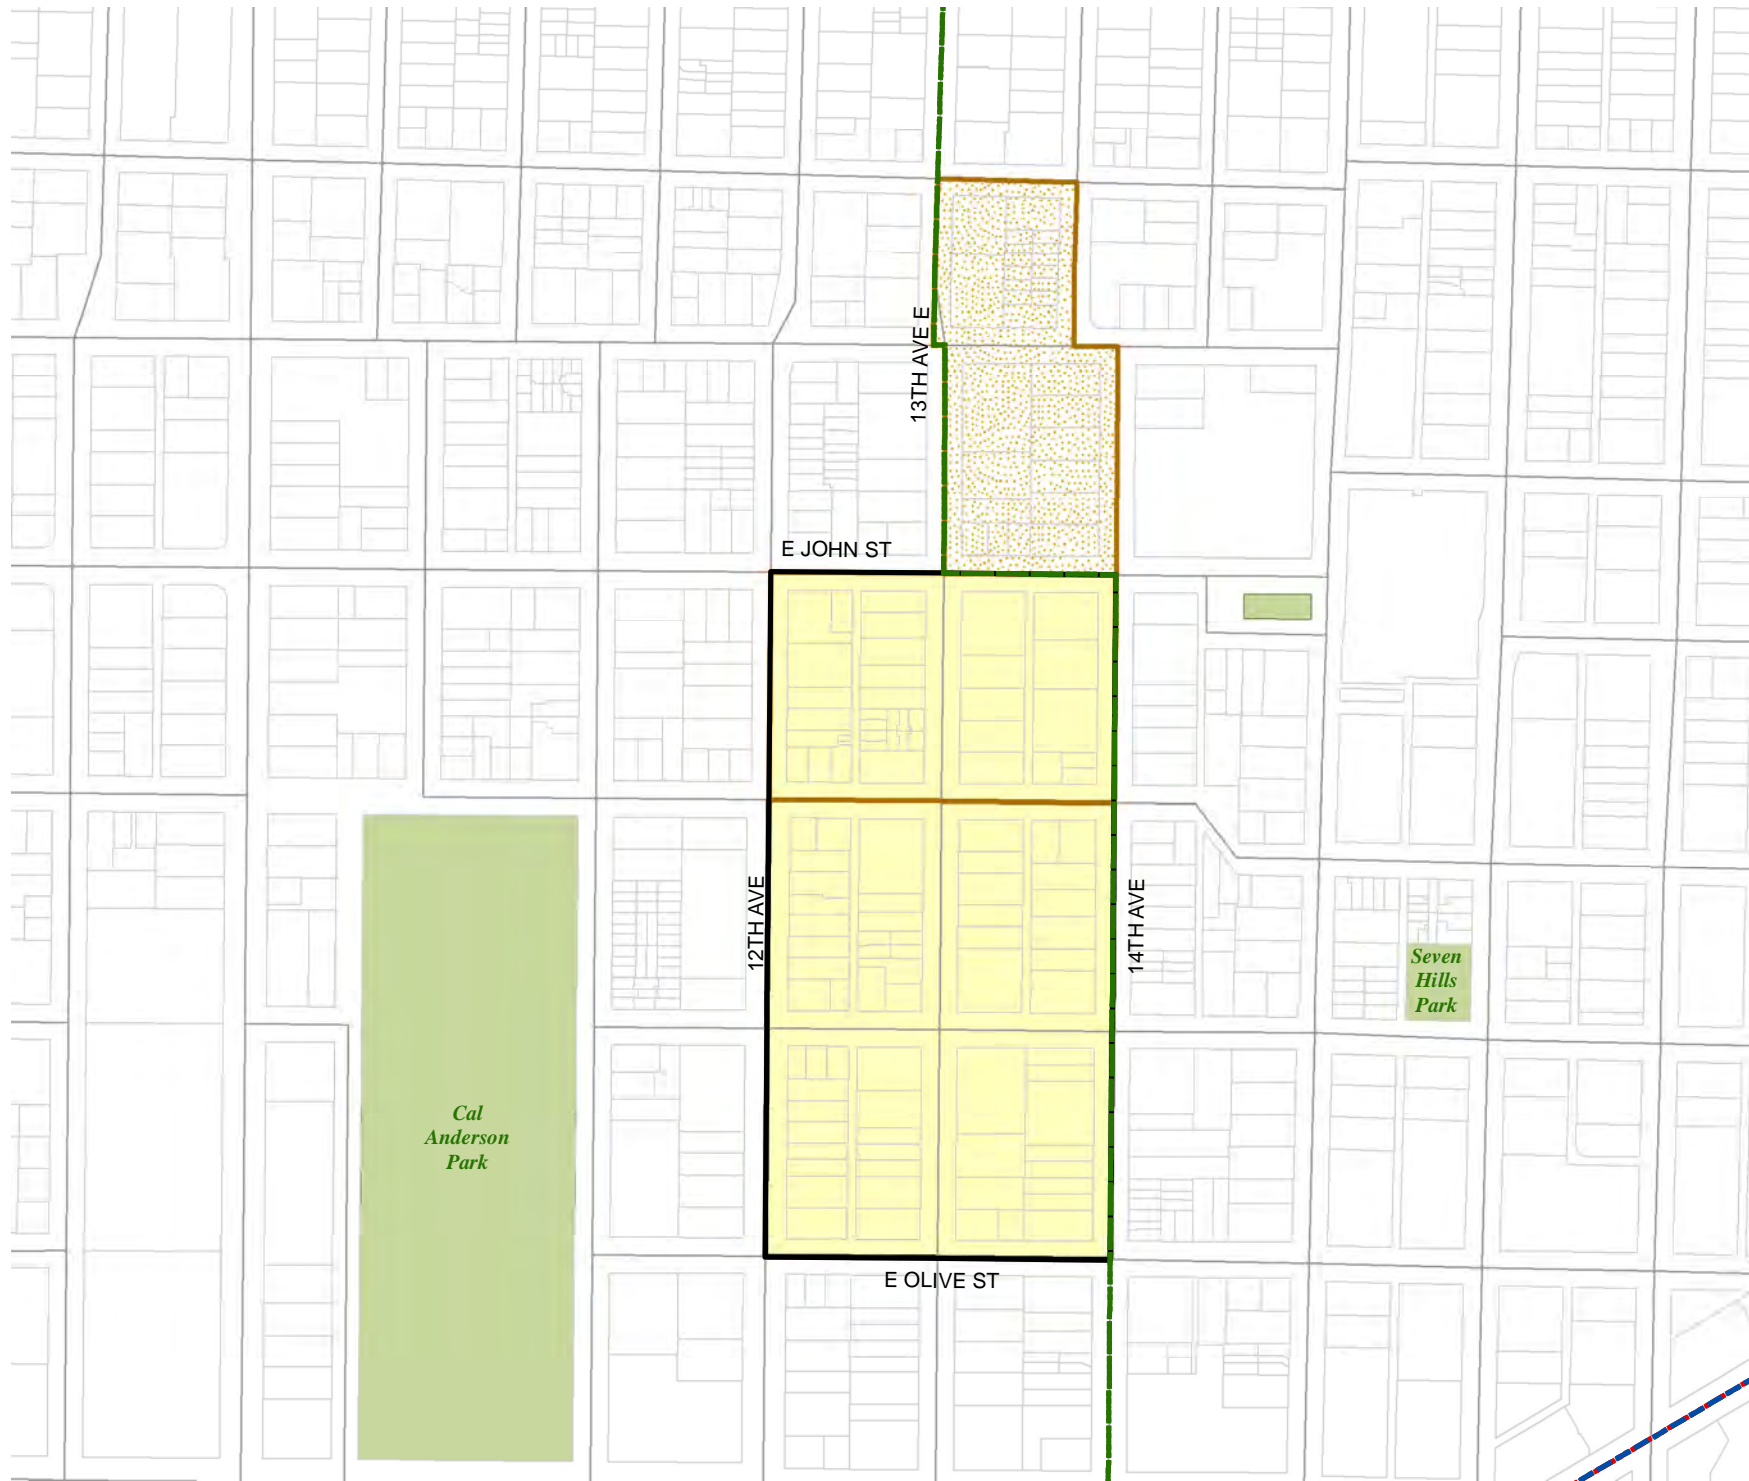 13TH AVE E
E JOHN ST
12TH AVE
14TH AVE
Seven
Hills
Park
Cal
Anderson
Park
E OLIVE ST